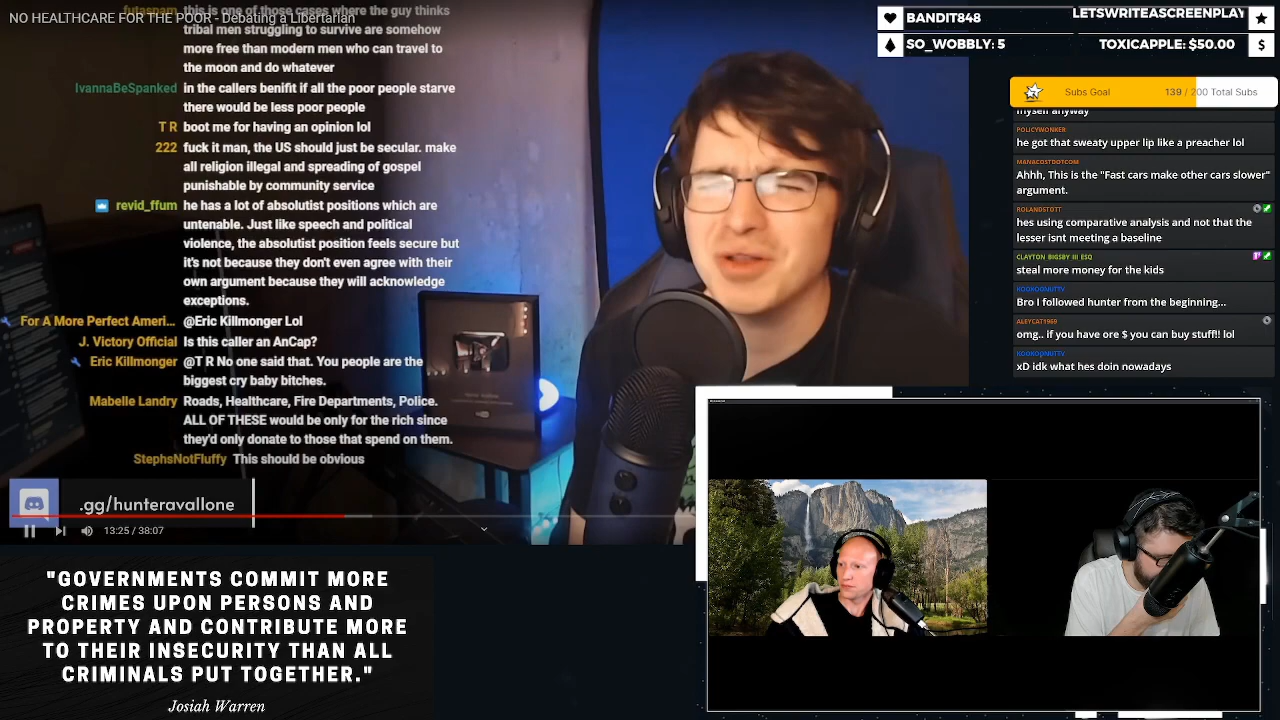 NO HEALTHCARE FOR THE POOR - Debating a Libertarian
futaspam this is one of those cases where the guy thinks
tribal men struggling to survive are somehow
more free than modern men who can travel to
the moon and do whatever
IvannaBeSpanked in the callers benifit if all the poor people starve
there would be less poor people
T R boot me for having an opinion lol
222 fuck it man, the US should just be secular. make
all religion illegal and spreading of gospel
punishable by community service
revid_ffum he has a lot of absolutist positions which are
untenable. Just like speech and political
violence, the absolutist position feels secure but
it's not because they don't even agree with their
own argument because they will acknowledge
exceptions.
For A More Perfect Ameri... @Eric Killmonger Lol
J. Victory Official Is this caller an AnCap?
Eric Killmonger @T R No one said that. You people are the
biggest cry baby bitches.
Mabelle Landry Roads, Healthcare, Fire Departments, Police.
ALL OF THESE would be only for the rich since
they'd only donate to those that spend on them.
StephsNotFluffy This should be obvious
.gg/hunteravallone
13:25 / 38:07
"GOVERNMENTS COMMIT MORE
CRIMES UPON PERSONS AND
PROPERTY AND CONTRIBUTE MORE
TO THEIR INSECURITY THAN ALL
CRIMINALS PUT TOGETHER."
Josiah Warren
BANDIT848
LETSWRITEASCREENPLAY
SO_WOBBLY: 5
TOXICAPPLE: $50.00
$
Subs Goal 139 / 200 Total Subs
myself anyway
POLICYWONKER
he got that sweaty upper lip like a preacher lol
MANACOSTDOTCOM
Ahhh, This is the "Fast cars make other cars slower"
argument.
ROLANDSTOTT
hes using comparative analysis and not that the
lesser isnt meeting a baseline
CLAYTON BIGSBY III ESQ
steal more money for the kids
Bro I followed hunter from the beginning...
ALEYCAT1969
omg.. if you have ore $ you can buy stuff!! lol
xD idk what hes doin nowadays